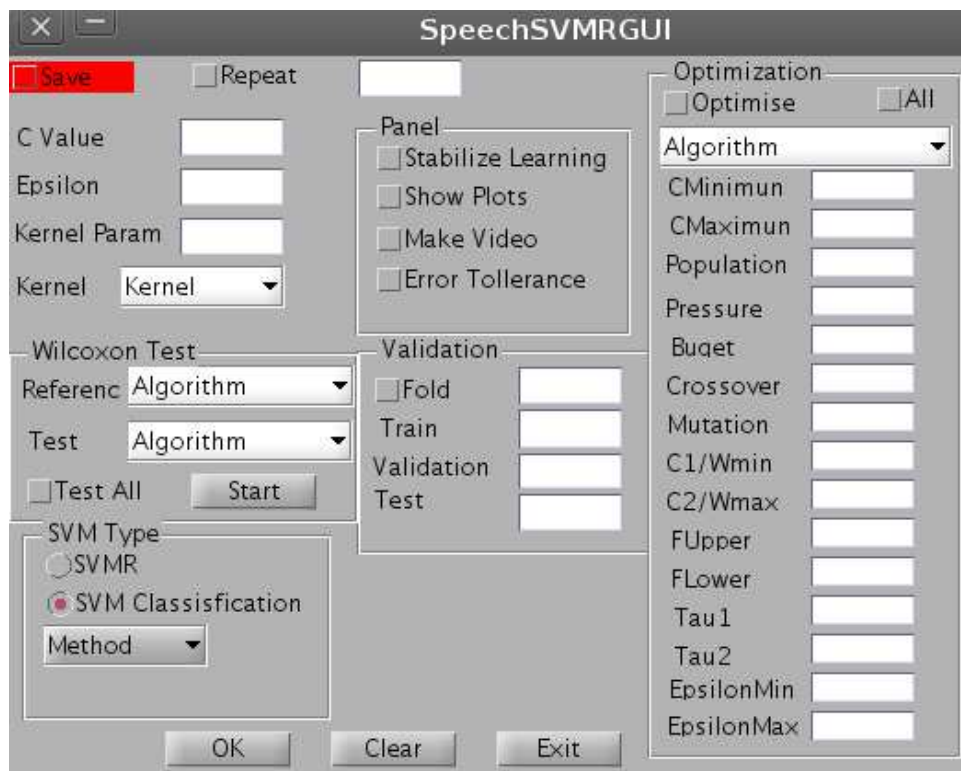 SpeechSVMRGUI
Save
Repeat
C Value
Epsilon
Kernel Param
Kernel
Kernel
Panel
Stabilize Learning
Show Plots
Make Video
Error Tollerance
Wilcoxon Test
Referenc
Algorithm
Test
Algorithm
Test All
Start
Validation
Fold
Train
Validation
Test
SVM Type
SVMR
SVM Classisfication
Method
OK
Clear
Exit
Optimization
Optimise
All
Algorithm
CMinimun
CMaximun
Population
Pressure
Buget
Crossover
Mutation
C1/Wmin
C2/Wmax
FUpper
FLower
Tau1
Tau2
EpsilonMin
EpsilonMax